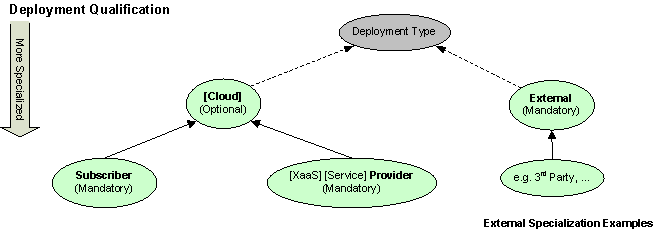 Deployment Qualification
More Specialized
Deployment Type
[Cloud]
(Optional)
External
(Mandatory)
Subscriber
(Mandatory)
[XaaS] [Service] Provider
(Mandatory)
e.g. 3rd Party, ...
External Specialization Examples